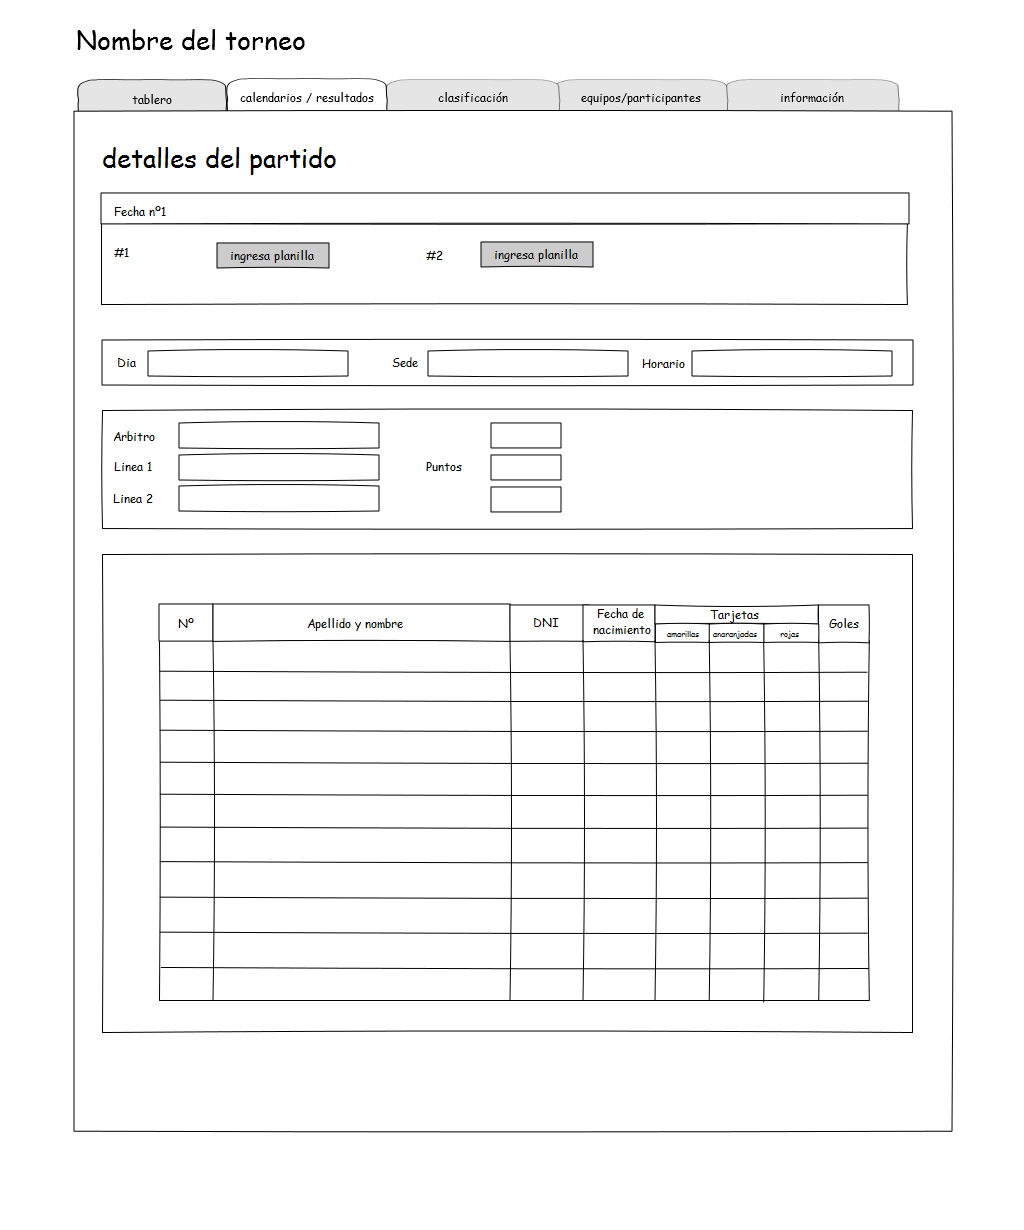 Nombre del torneo
tablero
calendarios / resultados
clasificación
equipos/participantes
información
detalles del partido
Fecha nº1
#1
ingresa planilla
#2
ingresa planilla
Dia
Sede
Horario
Arbitro
Linea 1
Puntos
Linea 2
Nº
Apellido y nombre
DNI
Fecha de
nacimiento
Tarjetas
amarillas
anaranjadas
rojas
Goles